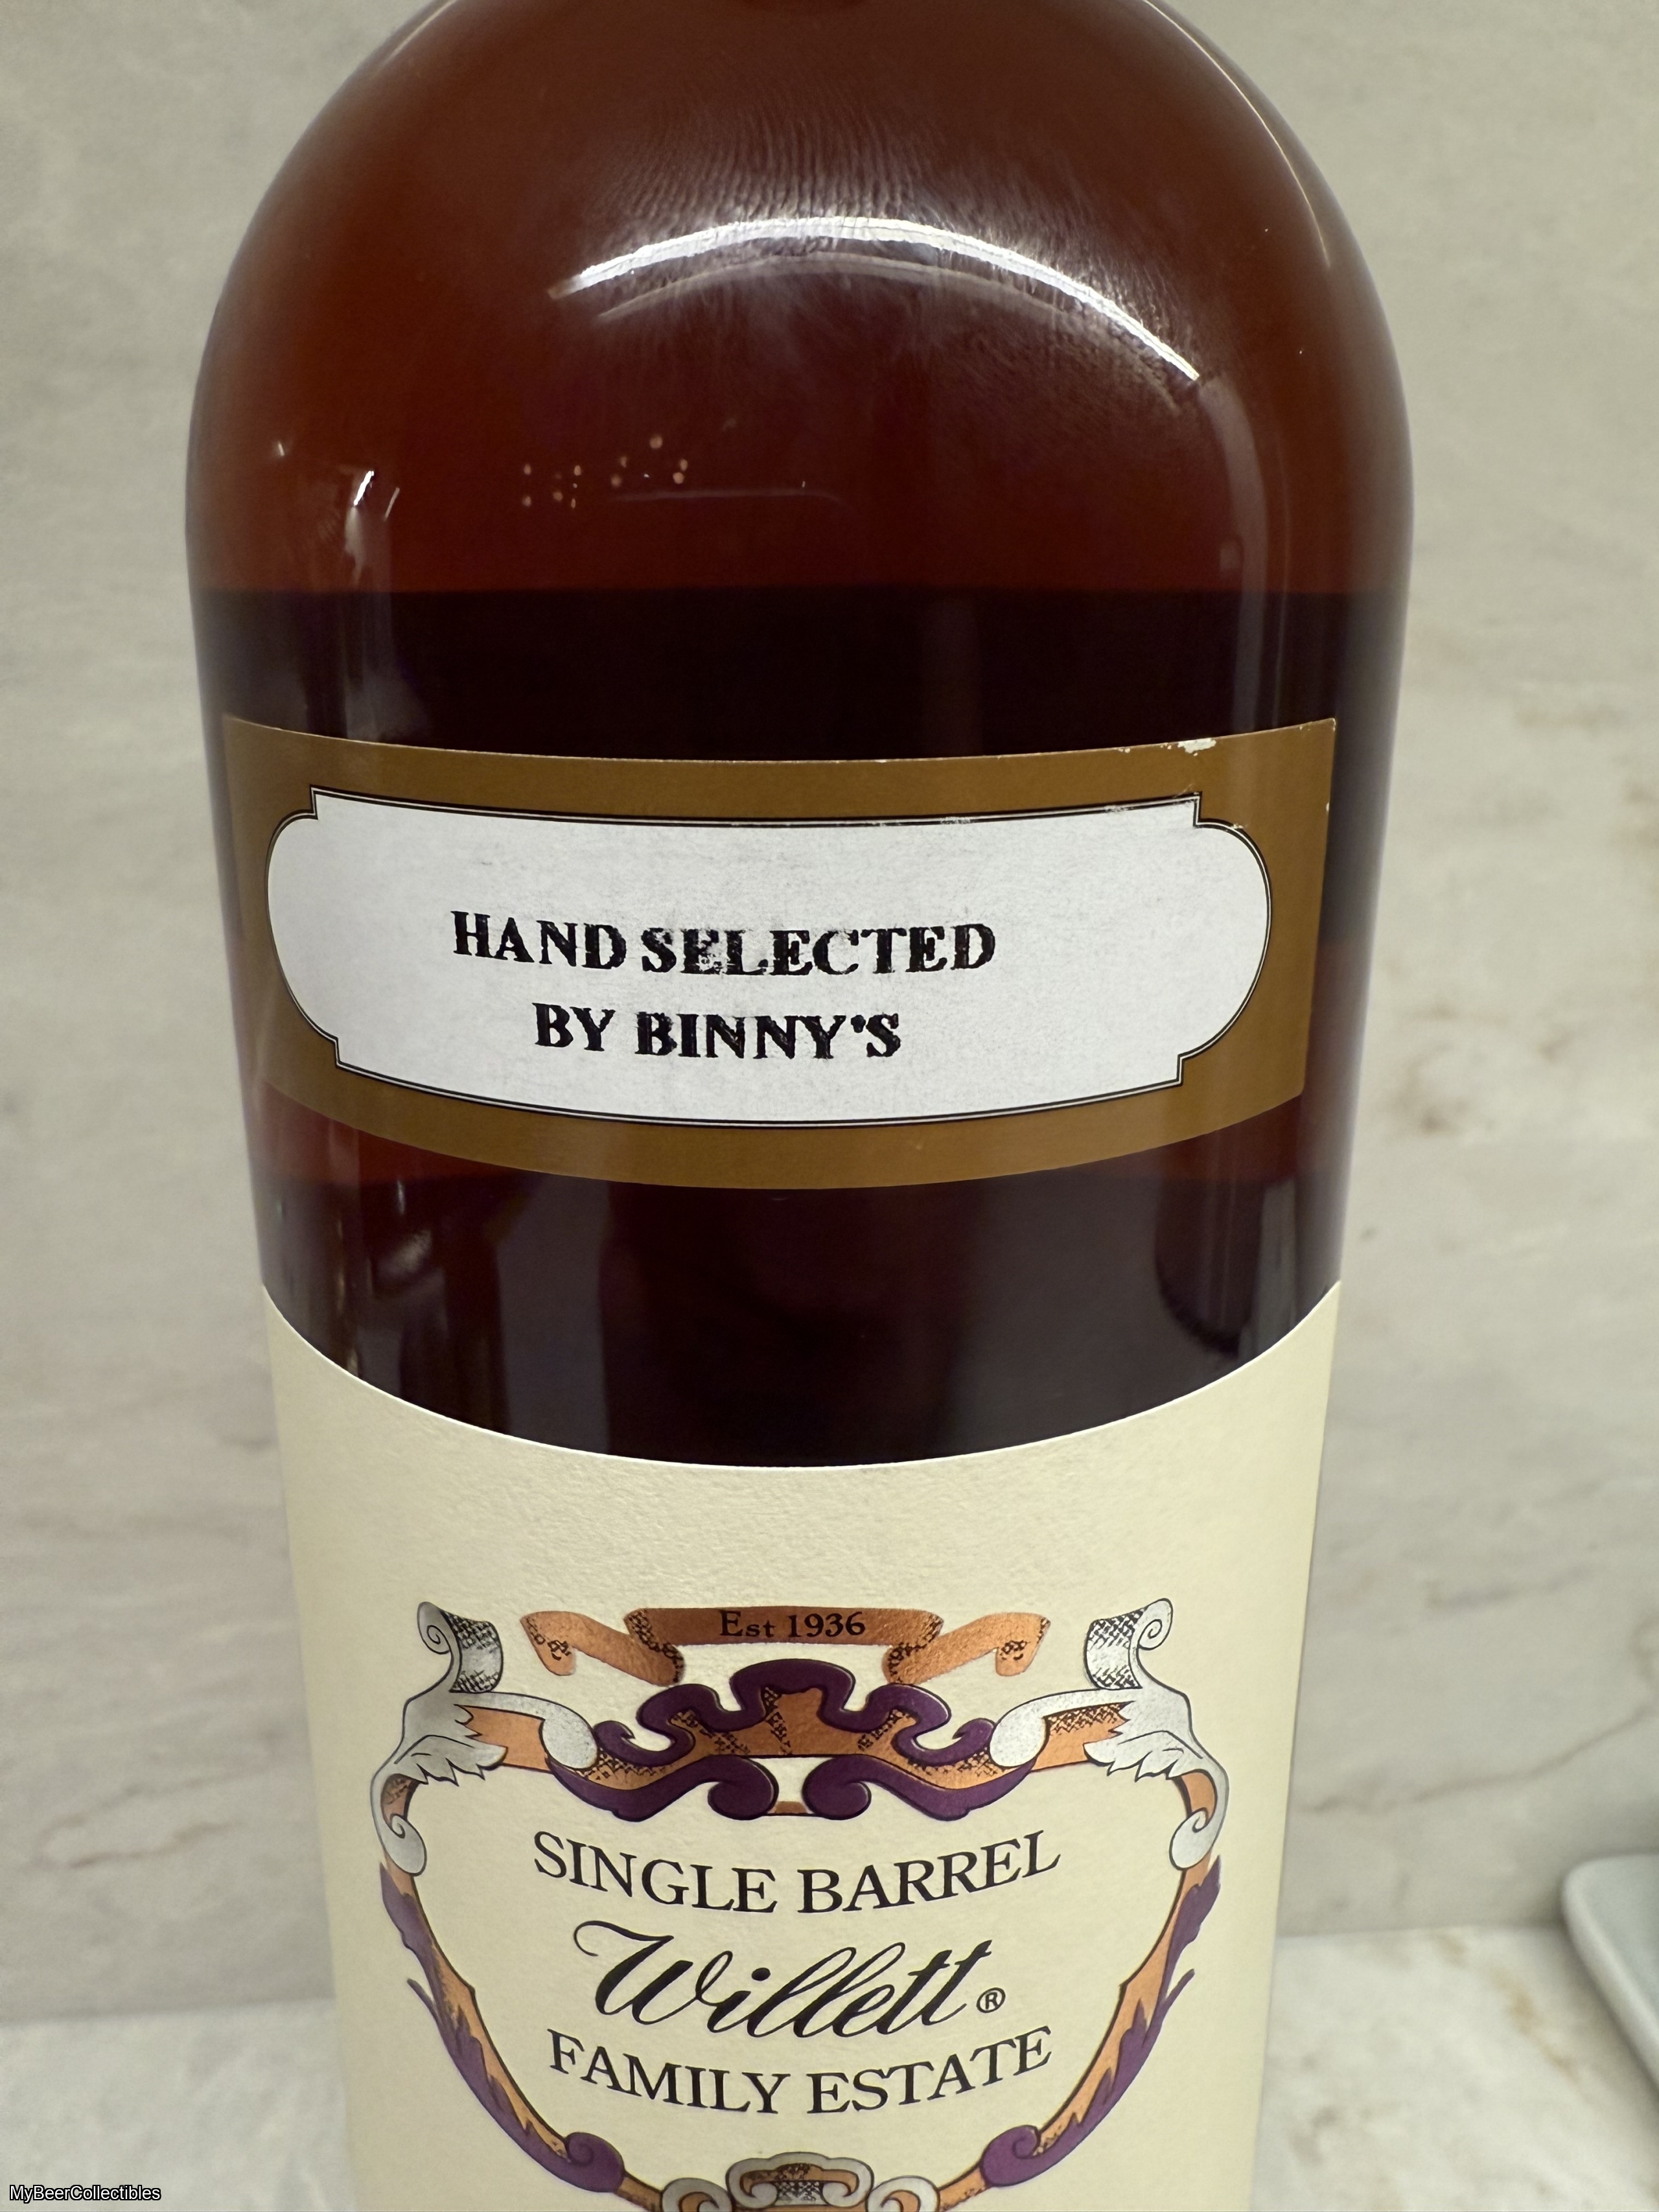 HAND SELECTED
BY BINNY'S
Est 1936
SINGLE BARREL
Willett®
FAMILY ESTATE
MyBeerCollectibles